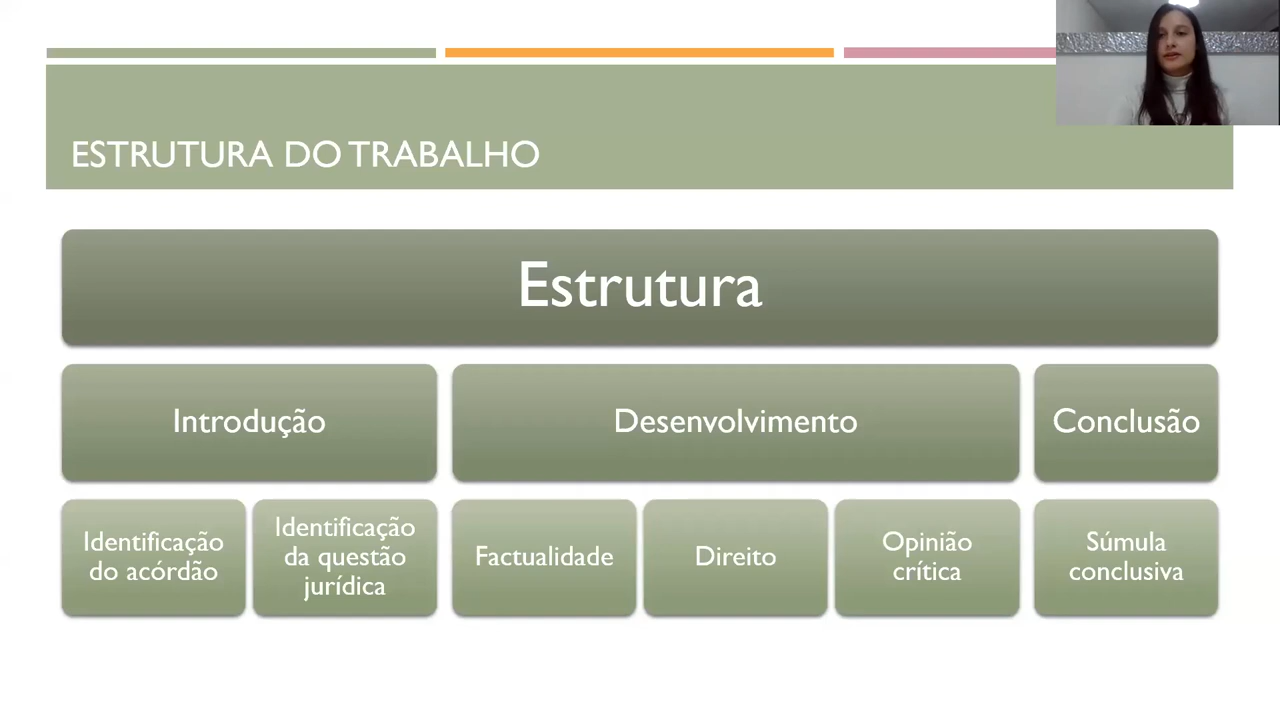 ESTRUTURA DO TRABALHO
Estrutura
Introdução
Desenvolvimento
Conclusão
Identificação
do acórdão
Identificação
da questão
jurídica
Factualidade
Direito
Opinião
crítica
Súmula
conclusiva